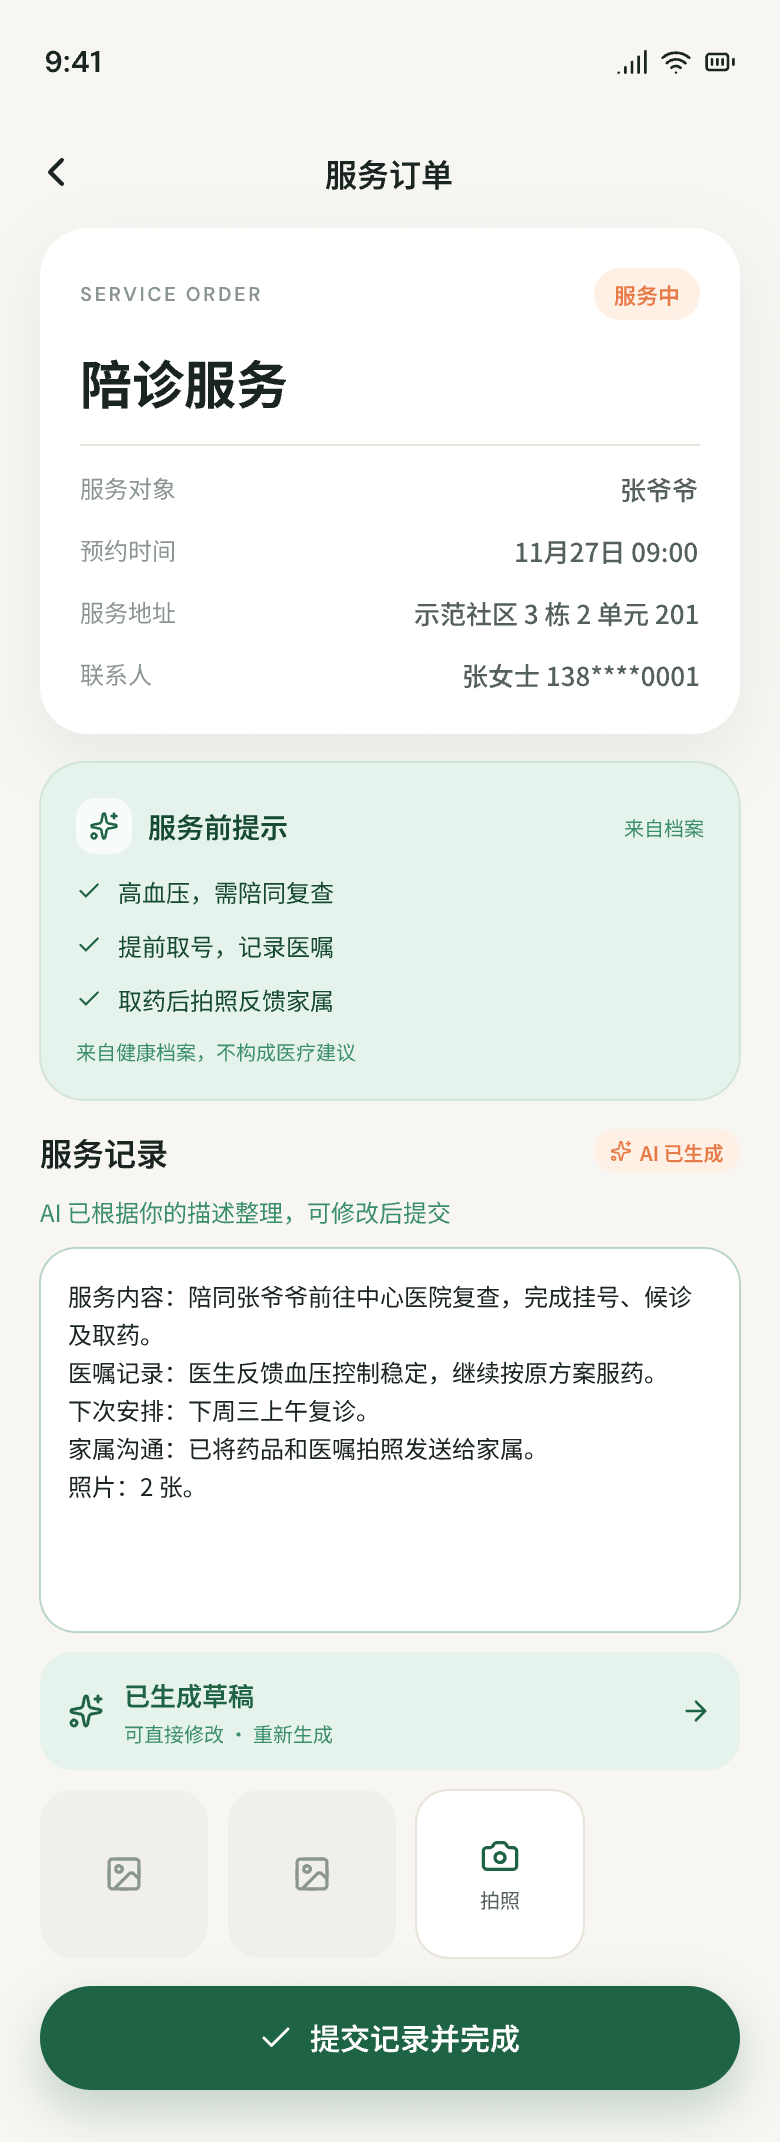 9:41
服务订单
SERVICE ORDER
服务中
陪诊服务
服务对象 张爷爷
预约时间 11月27日 09:00
服务地址 示范社区 3 栋 2 单元 201
联系人 张女士 138****0001
服务前提示 来自档案
高血压，需陪同复查
提前取号，记录医嘱
取药后拍照反馈家属
来自健康档案，不构成医疗建议
服务记录 AI 已生成
AI 已根据你的描述整理，可修改后提交
服务内容：陪同张爷爷前往中心医院复查，完成挂号、候诊
及取药。
医嘱记录：医生反馈血压控制稳定，继续按原方案服药。
下次安排：下周三上午复诊。
家属沟通：已将药品和医嘱拍照发送给家属。
照片：2 张。
已生成草稿
可直接修改 · 重新生成
拍照
提交记录并完成